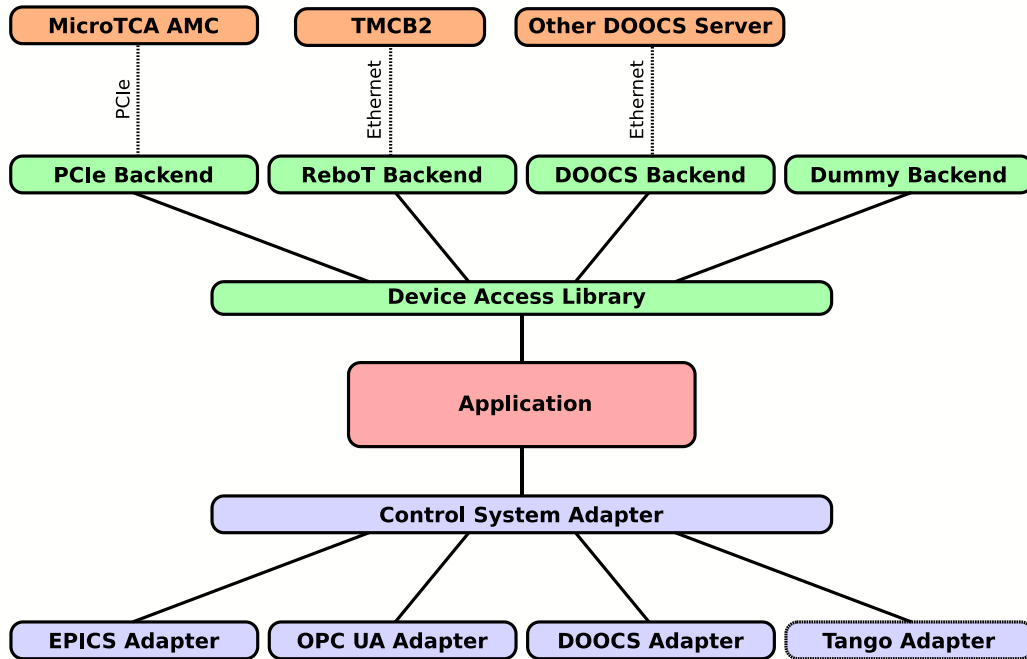 MicroTCA AMC
TMCB2
Other DOOCS Server
PCIe
Ethernet
Ethernet
PCIe Backend
ReboT Backend
DOOCS Backend
Dummy Backend
Device Access Library
Application
Control System Adapter
EPICS Adapter
OPC UA Adapter
DOOCS Adapter
Tango Adapter